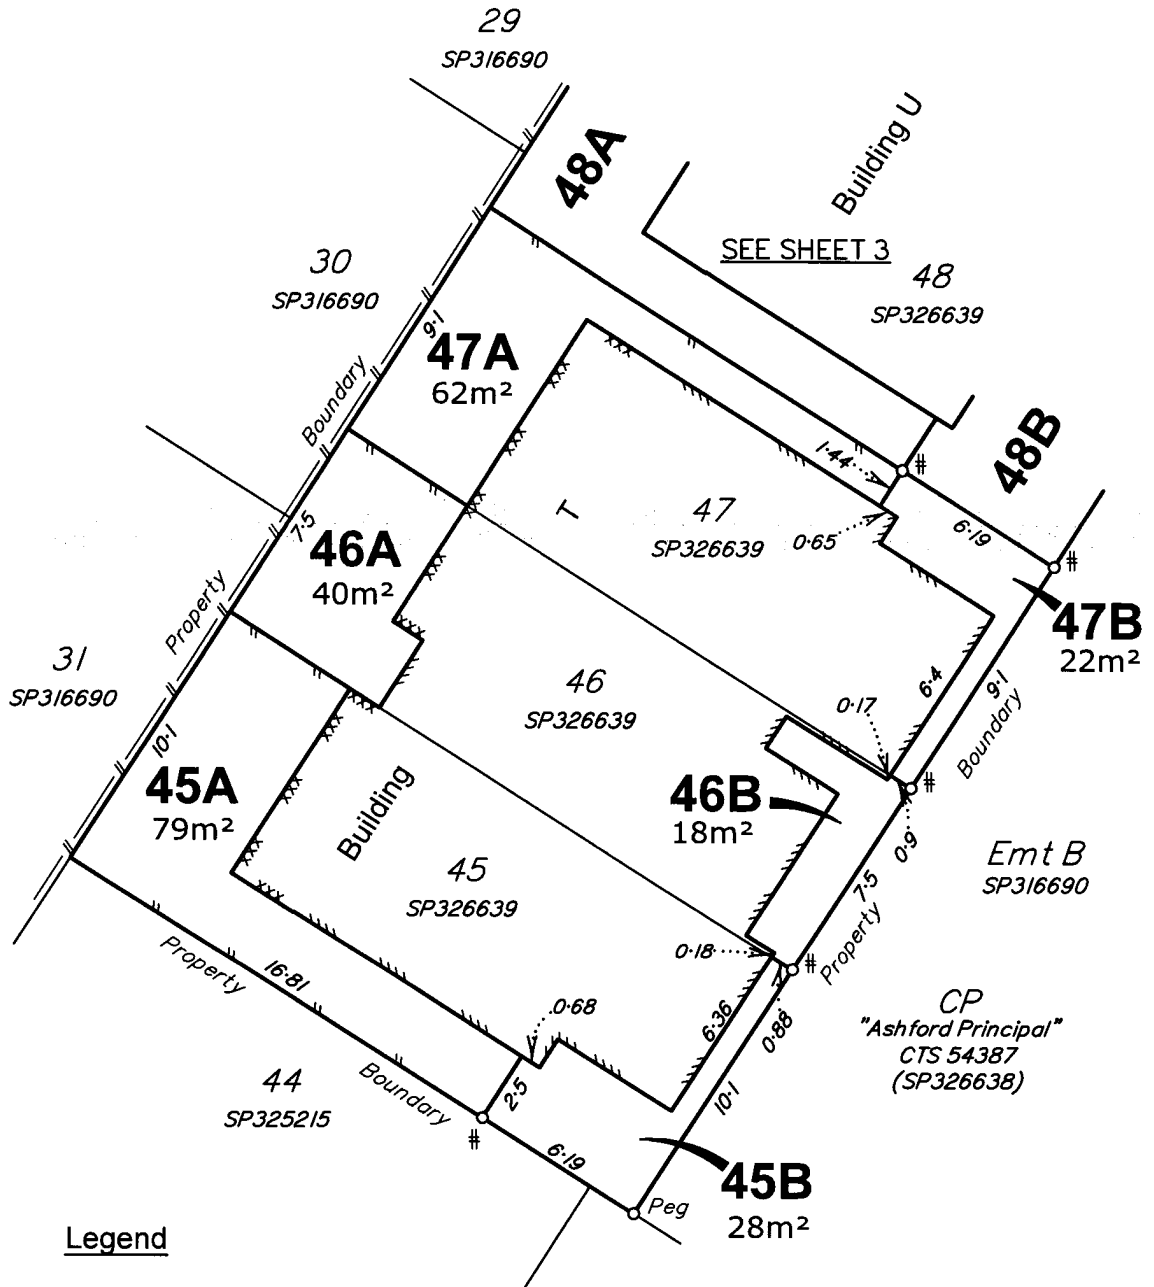 29
SP316690
48A
Building U
SEE SHEET 3
48
SP326639
30
SP316690
9·1
47A
62m²
Boundary
48B
1·44
6·19
47
SP326639
0·65
T
7·5
46A
40m²
Property
47B
22m²
31
SP316690
46
SP326639
6·4
9·1
Boundary
0·17
10·1
45A
79m²
46B
18m²
Building
45
SP326639
0·9
7·5
Emt B
SP316690
Property
0·18
Property
16·81
0·68
6·36
0·88
CP
"Ashford Principal"
CTS 54387
(SP326638)
44
SP325215
Boundary
2·5
10·1
6·19
45B
28m²
Peg
Legend